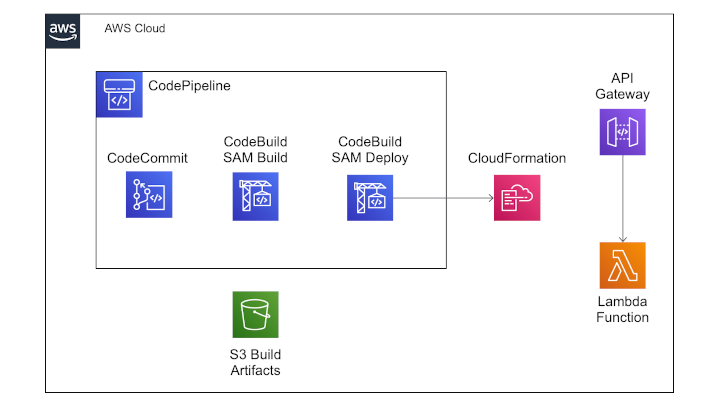 aws
AWS Cloud
CodePipeline
CodeCommit
CodeBuild
SAM Build
CodeBuild
SAM Deploy
CloudFormation
API
Gateway
Lambda
Function
S3 Build
Artifacts